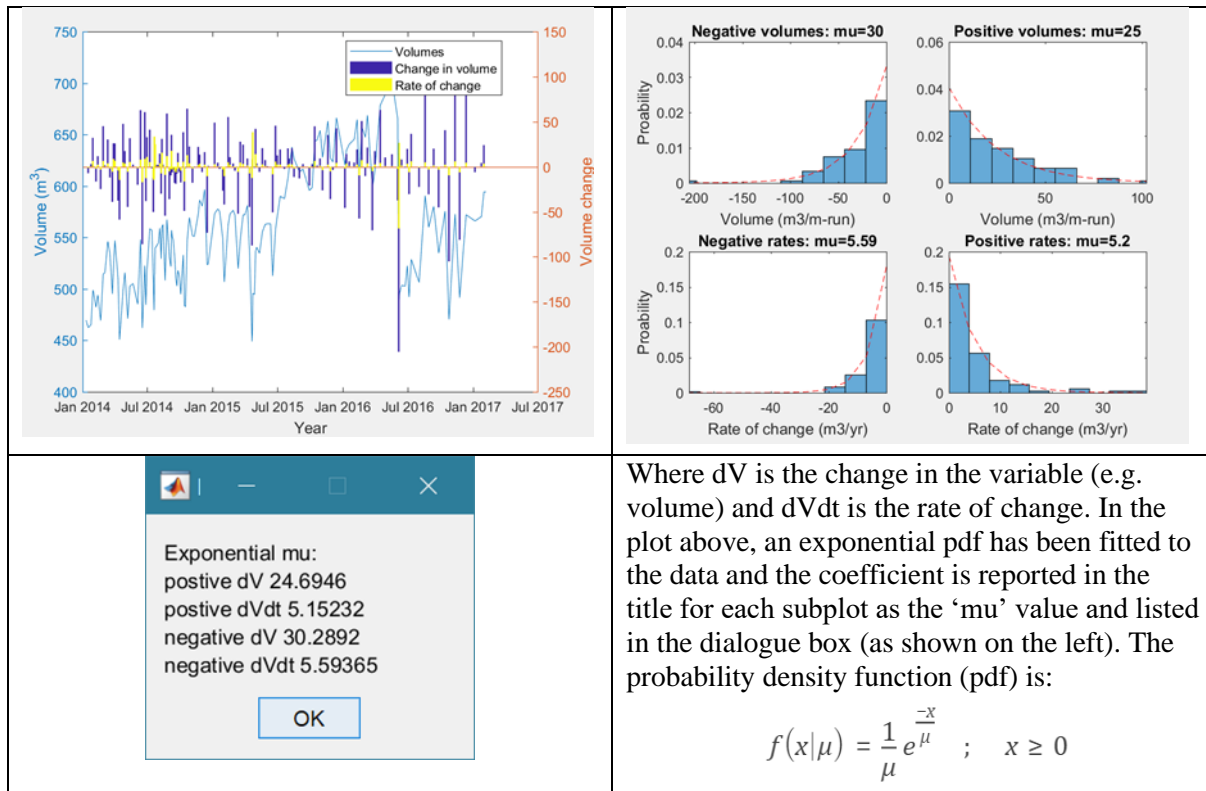 750
700
650
600
550
500
450
400
Volume (m³)
150
100
50
0
-50
-100
-150
-200
-250
Volume change
Volumes
Change in volume
Rate of change
Jan 2014 Jul 2014 Jan 2015 Jul 2015 Jan 2016 Jul 2016 Jan 2017 Jul 2017
Year
Negative volumes: mu=30
0.04
0.03
0.02
0.01
0
Proability
-200 -150 -100 -50 0
Volume (m3/m-run)
Positive volumes: mu=25
0.06
0.04
0.02
0
0 50 100
Volume (m3/m-run)
Negative rates: mu=5.59
0.2
0.15
0.1
0.05
0
Proability
-60 -40 -20 0
Rate of change (m3/yr)
Positive rates: mu=5.2
0.2
0.15
0.1
0.05
0
0 10 20 30
Rate of change (m3/yr)
Exponential mu:
postive dV 24.6946
postive dVdt 5.15232
negative dV 30.2892
negative dVdt 5.59365
OK
Where dV is the change in the variable (e.g.
volume) and dVdt is the rate of change. In the
plot above, an exponential pdf has been fitted to
the data and the coefficient is reported in the
title for each subplot as the ‘mu’ value and listed
in the dialogue box (as shown on the left). The
probability density function (pdf) is:
f(x|μ) = 1/μ e^(-x/μ) ; x ≥ 0